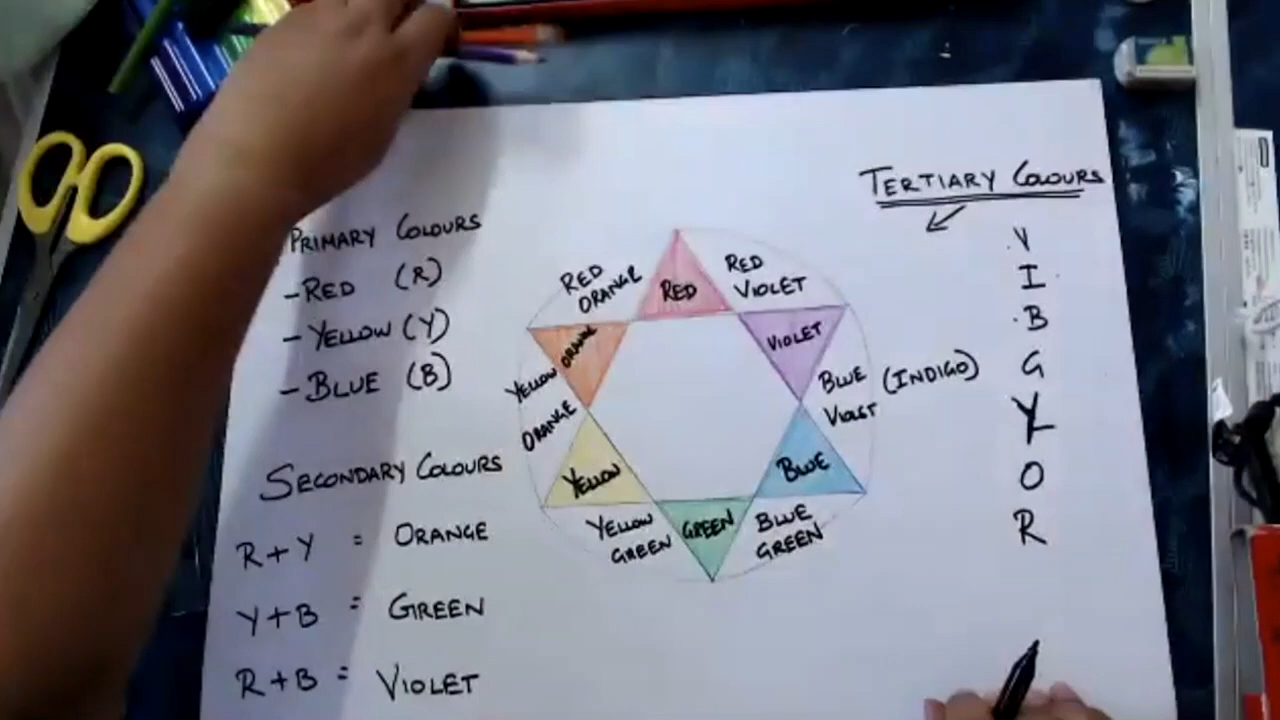 PRIMARY COLOURS
- RED (R)
- YELLOW (Y)
- BLUE (B)
SECONDARY COLOURS
R + Y = ORANGE
Y + B = GREEN
R + B = VIOLET
RED
ORANGE
RED
RED
VIOLET
ORANGE
VIOLET
YELLOW
ORANGE
BLUE (INDIGO)
VIOLET
YELLOW
BLUE
YELLOW
GREEN
GREEN
BLUE
GREEN
TERTIARY COLOURS
V
I
B
G
Y
O
R